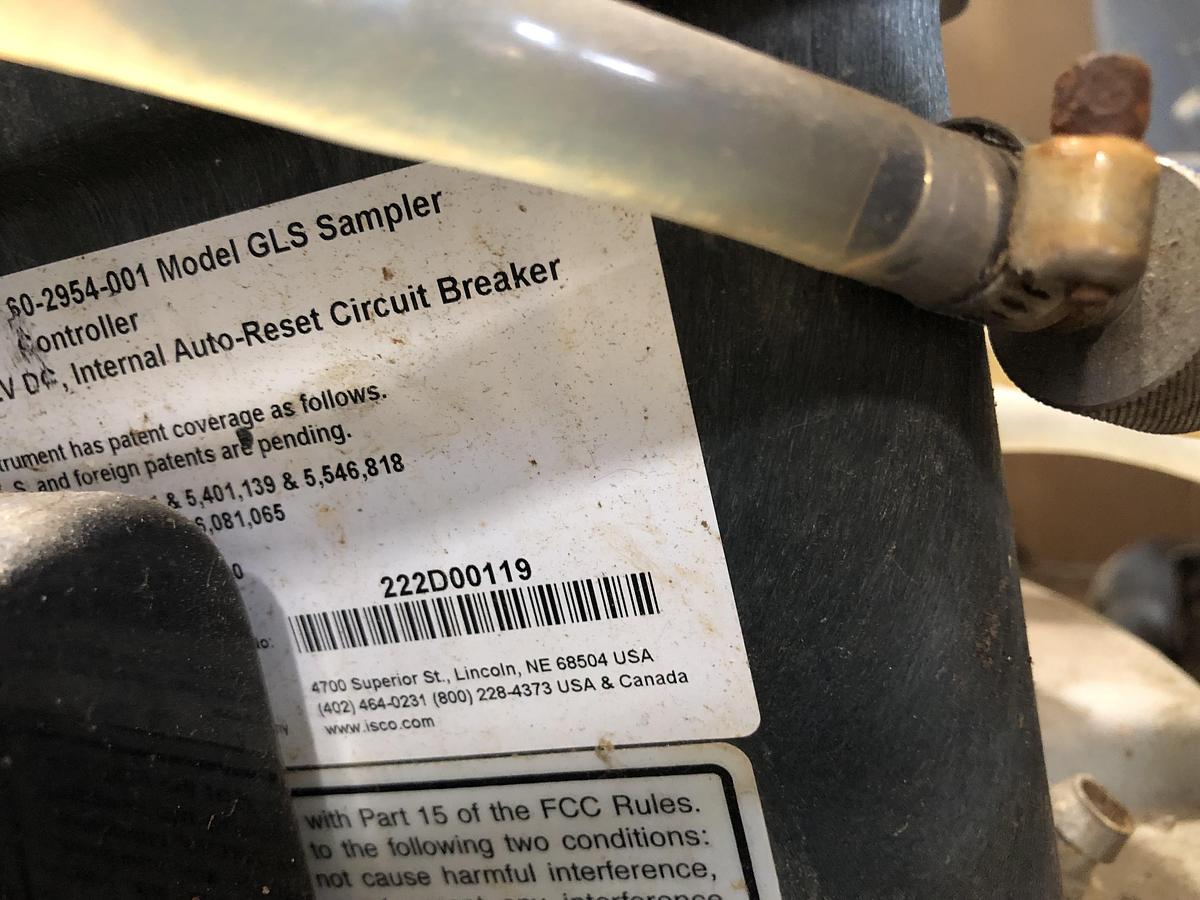 60-2954-001 Model GLS Sampler
Controller
V DC, Internal Auto-Reset Circuit Breaker
has patent coverage as follows.
and foreign patents are pending.
& 5,401,139 & 5,546,818
6,081,065
222D00119
4700 Superior St., Lincoln, NE 68504 USA
(402) 464-0231 (800) 228-4373 USA & Canada
www.isco.com
with Part 15 of the FCC Rules.
to the following two conditions:
not cause harmful interference,
any interference